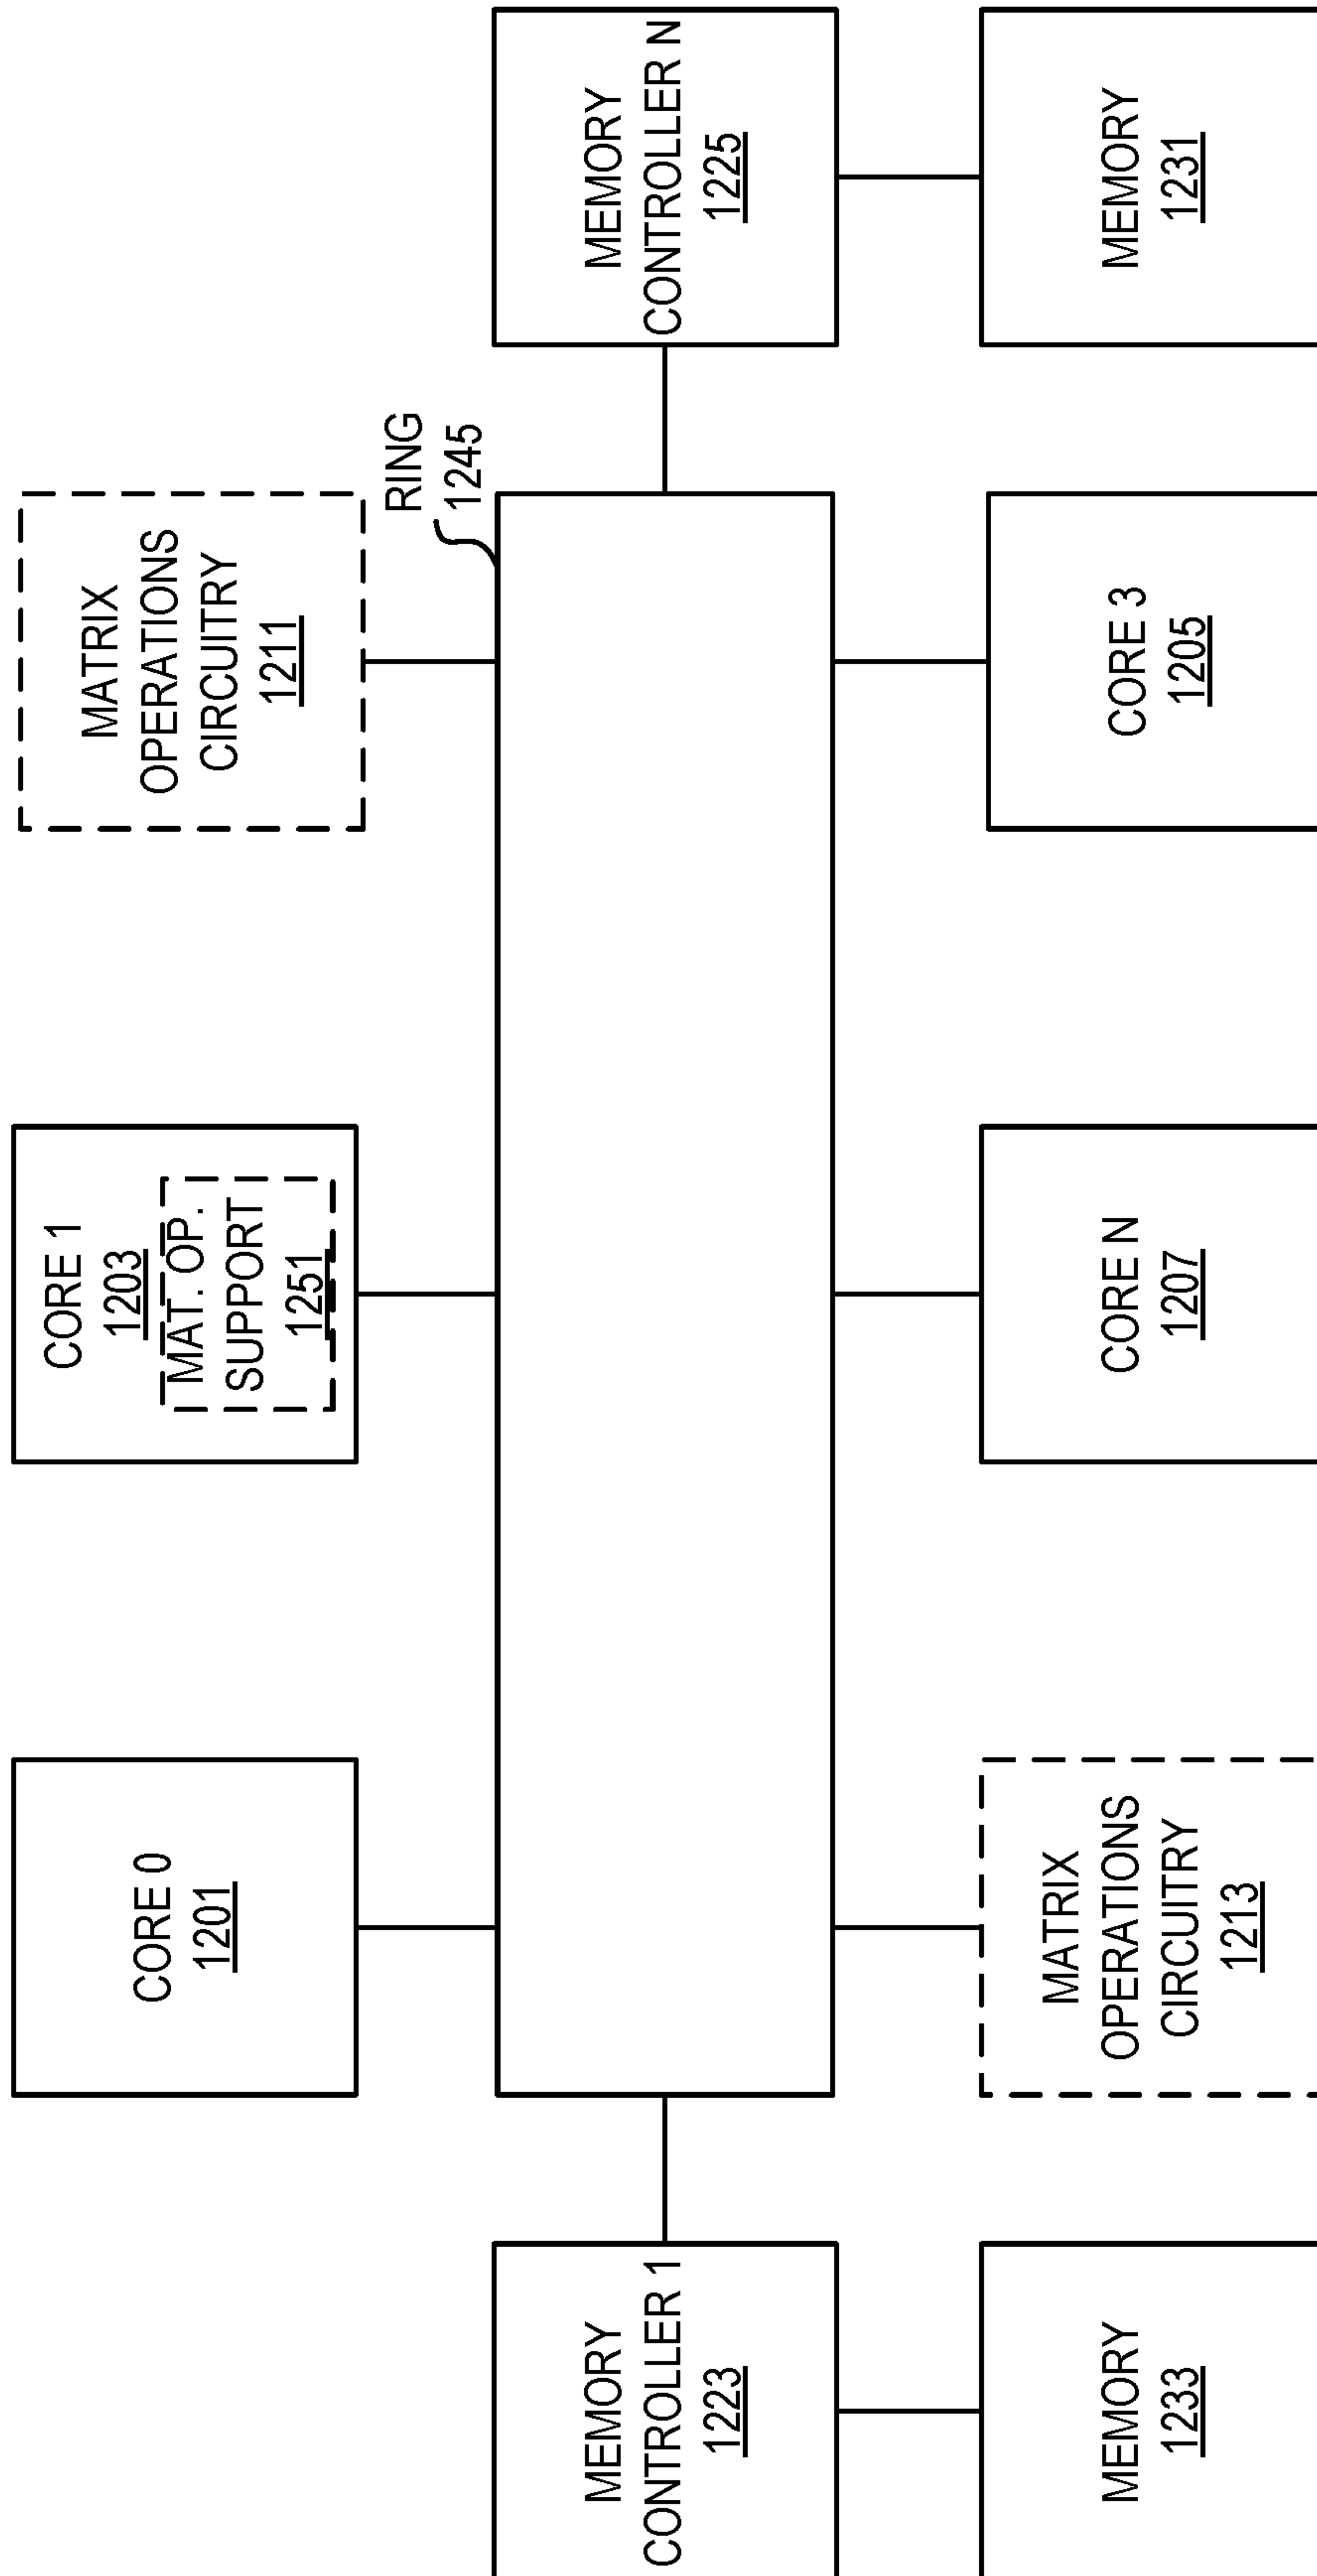 CORE 0
1201
CORE 1
1203
MAT. OP.
SUPPORT
1251
MATRIX
OPERATIONS
CIRCUITRY
1211
RING
1245
MEMORY
CONTROLLER 1
1223
MEMORY
CONTROLLER N
1225
MEMORY
1233
MATRIX
OPERATIONS
CIRCUITRY
1213
CORE N
1207
CORE 3
1205
MEMORY
1231